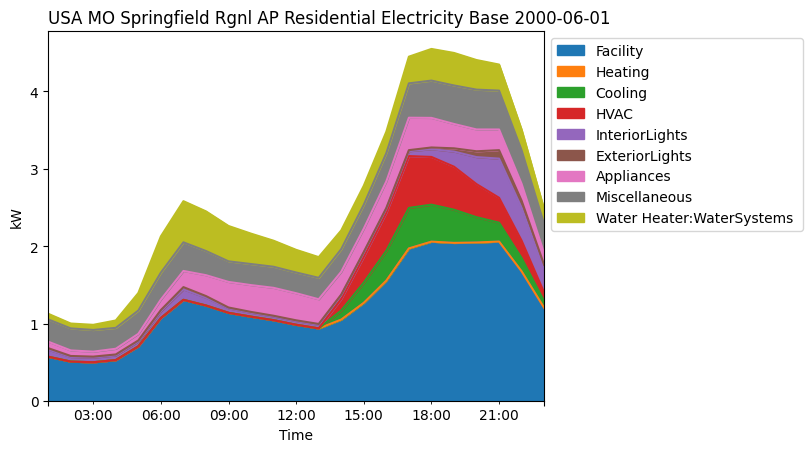 USA MO Springfield Rgnl AP Residential Electricity Base 2000-06-01
Facility
Heating
Cooling
HVAC
InteriorLights
ExteriorLights
Appliances
Miscellaneous
Water Heater:WaterSystems
kW
4
3
2
1
0
03:00 06:00 09:00 12:00 15:00 18:00 21:00
Time